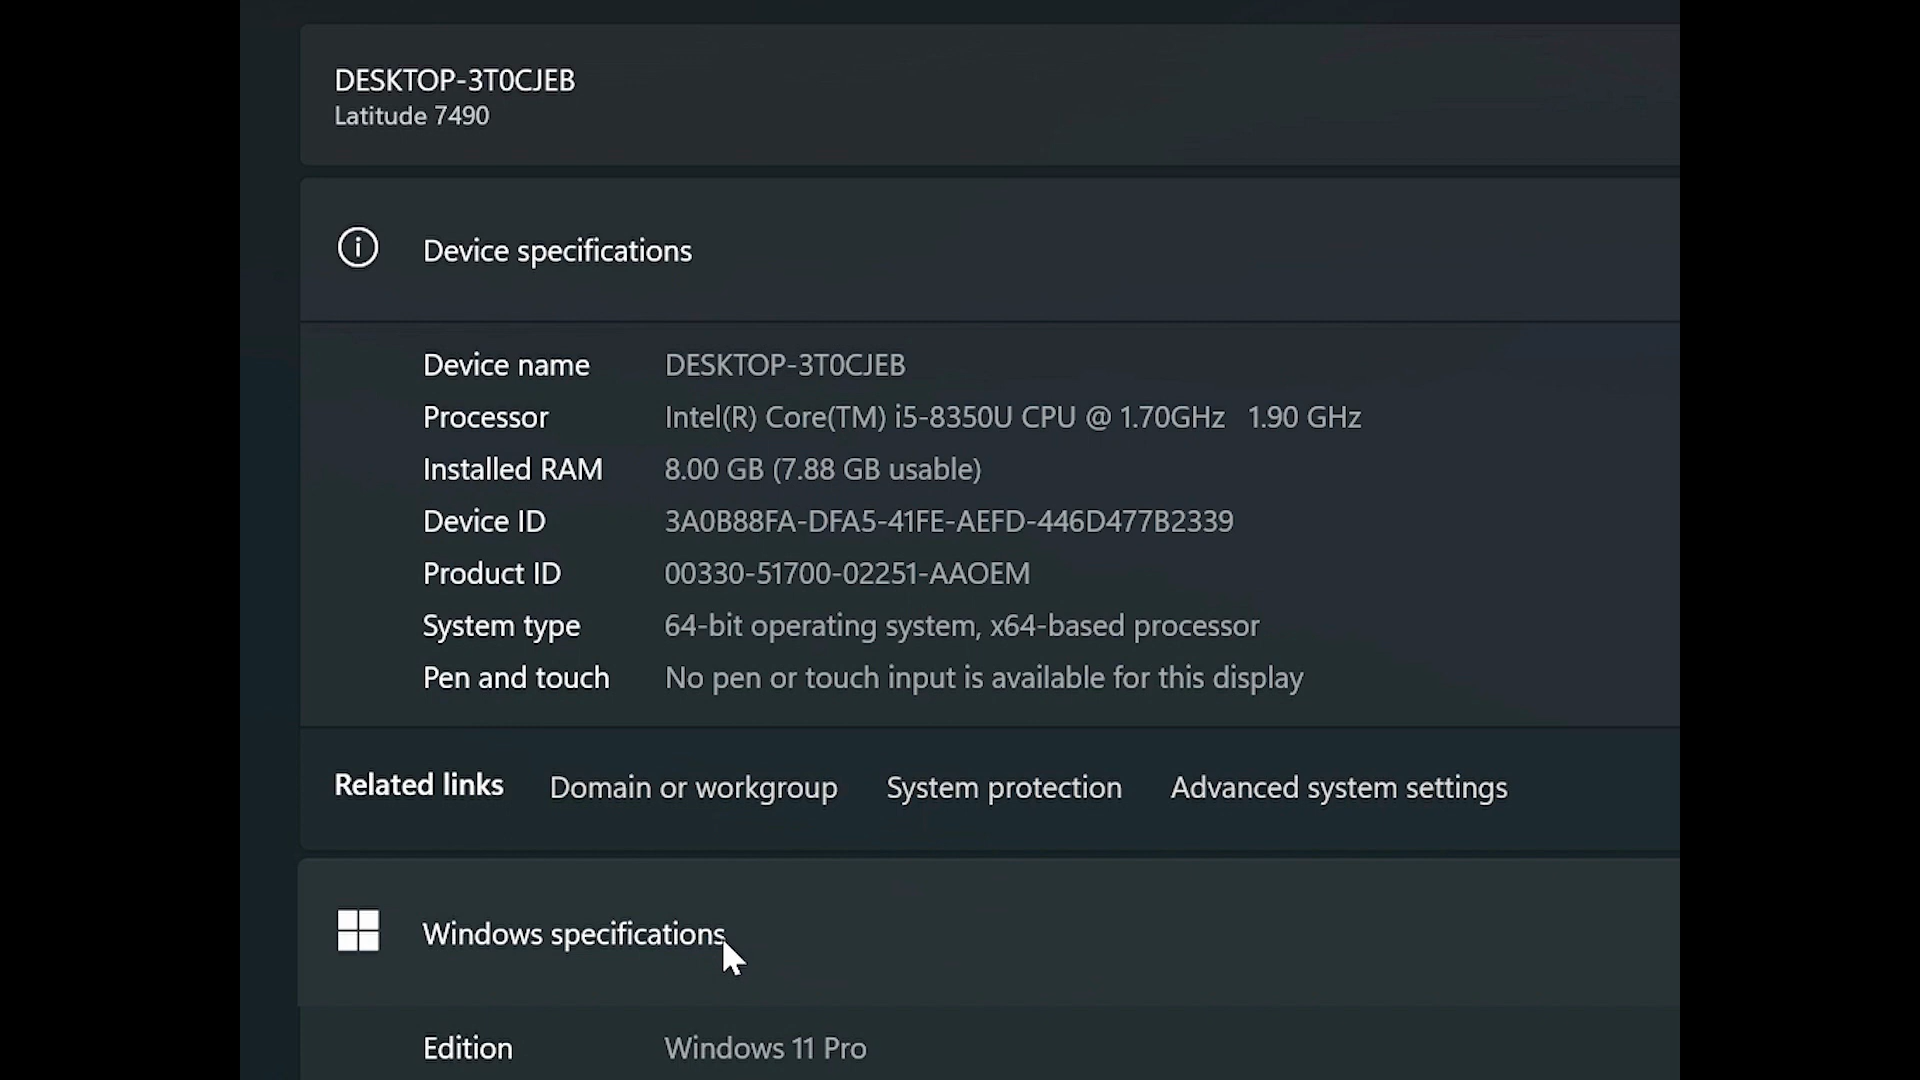 DESKTOP-3T0CJEB
Latitude 7490
Device specifications
Device name DESKTOP-3T0CJEB
Processor Intel(R) Core(TM) i5-8350U CPU @ 1.70GHz 1.90 GHz
Installed RAM 8.00 GB (7.88 GB usable)
Device ID 3A0B88FA-DFA5-41FE-AEFD-446D477B2339
Product ID 00330-51700-02251-AAOEM
System type 64-bit operating system, x64-based processor
Pen and touch No pen or touch input is available for this display
Related links Domain or workgroup System protection Advanced system settings
Windows specifications
Edition Windows 11 Pro